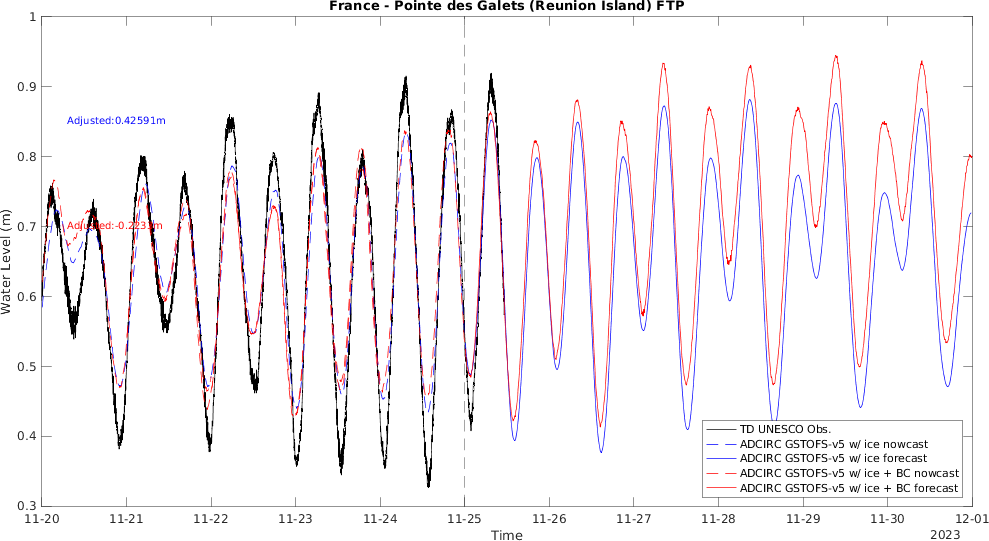 France - Pointe des Galets (Reunion Island) FTP
Water Level (m)
1
0.9
0.8
0.7
0.6
0.5
0.4
0.3
Adjusted:0.42591m
TD UNESCO Obs.
ADCIRC GSTOFS-v5 w/ ice nowcast
ADCIRC GSTOFS-v5 w/ ice forecast
ADCIRC GSTOFS-v5 w/ ice + BC nowcast
ADCIRC GSTOFS-v5 w/ ice + BC forecast
11-20 11-21 11-22 11-23 11-24 11-25 11-26 11-27 11-28 11-29 11-30 12-01
Time
2023